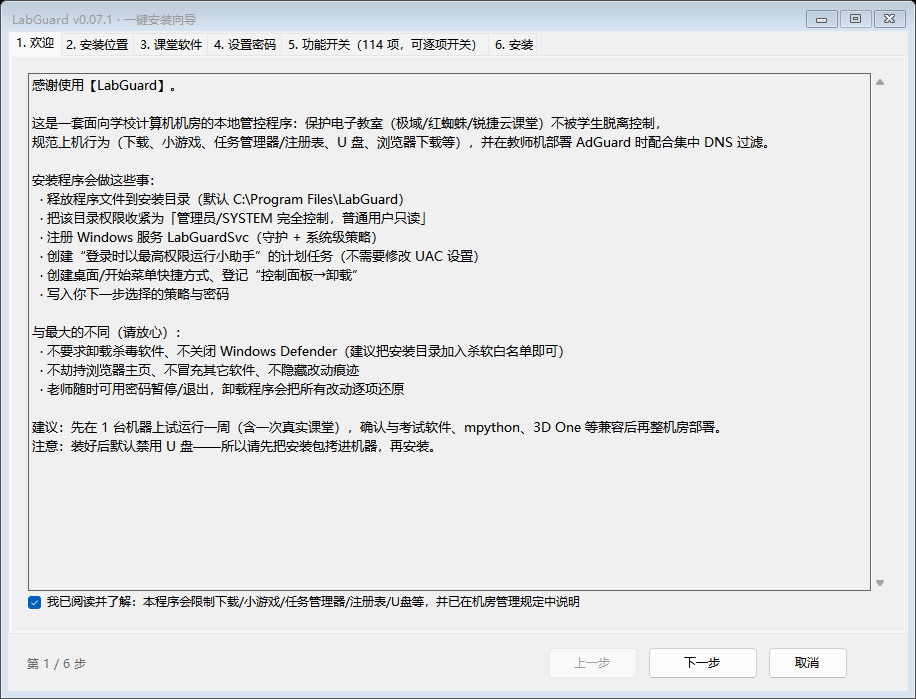 LabGuard v0.07.1 · 一键安装向导
1. 欢迎 2. 安装位置 3. 课堂软件 4. 设置密码 5. 功能开关（114 项，可逐项开关） 6. 安装
感谢使用【LabGuard】。
这是一套面向学校计算机机房的本地管控程序：保护电子教室（极域/红蜘蛛/锐捷云课堂）不被学生脱离控制，
规范上机行为（下载、小游戏、任务管理器/注册表、U 盘、浏览器下载等），并在教师机部署 AdGuard 时配合集中 DNS 过滤。
安装程序会做这些事：
· 释放程序文件到安装目录（默认 C:\Program Files\LabGuard）
· 把该目录权限收紧为「管理员/SYSTEM 完全控制，普通用户只读」
· 注册 Windows 服务 LabGuardSvc（守护 + 系统级策略）
· 创建“登录时以最高权限运行小助手”的计划任务（不需要修改 UAC 设置）
· 创建桌面/开始菜单快捷方式、登记“控制面板→卸载”
· 写入你下一步选择的策略与密码
与最大的不同（请放心）：
· 不要求卸载杀毒软件、不关闭 Windows Defender（建议把安装目录加入杀软白名单即可）
· 不劫持浏览器主页、不冒充其它软件、不隐藏改动痕迹
· 老师随时可用密码暂停/退出，卸载程序会把所有改动逐项还原
建议：先在 1 台机器上试运行一周（含一次真实课堂），确认与考试软件、mpython、3D One 等兼容后再整机房部署。
注意：装好后默认禁用 U 盘——所以请先把安装包拷进机器，再安装。
我已阅读并了解：本程序会限制下载/小游戏/任务管理器/注册表/U盘等，并已在机房管理规定中说明
第 1 / 6 步 上一步 下一步 取消